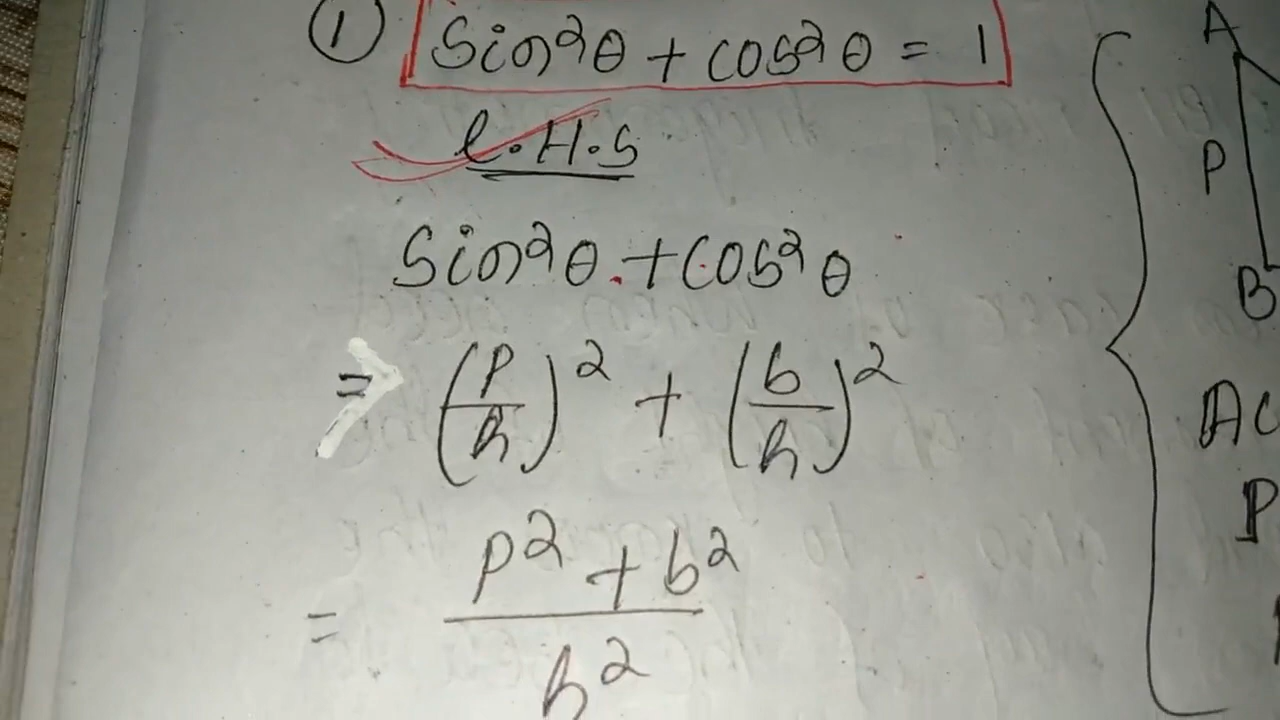 ① Sin²θ + cos²θ = 1
l.H.S
Sin²θ + Cos²θ
= (P/h)² + (b/h)²
= (P² + b²)/h²
A
P
B
AC
P